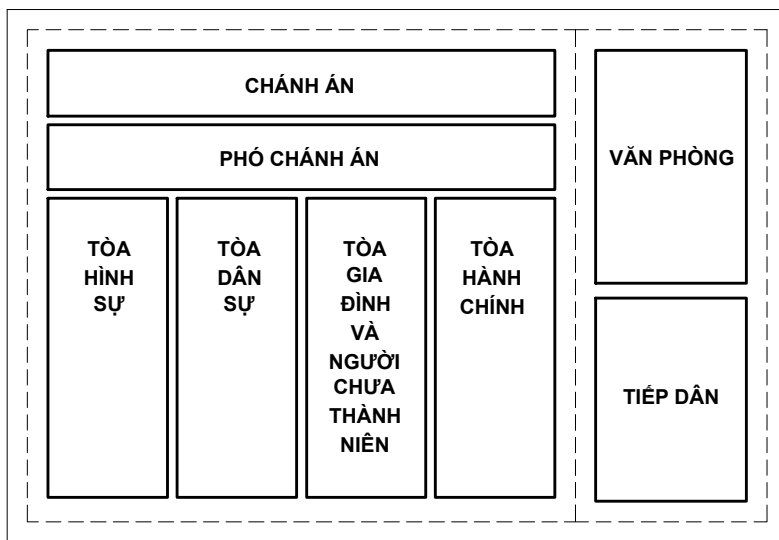 CHÁNH ÁN
PHÓ CHÁNH ÁN
TÒA
HÌNH
SỰ
TÒA
DÂN
SỰ
TÒA
GIA
ĐÌNH
VÀ
NGƯỜI
CHƯA
THÀNH
NIÊN
TÒA
HÀNH
CHÍNH
VĂN PHÒNG
TIẾP DÂN